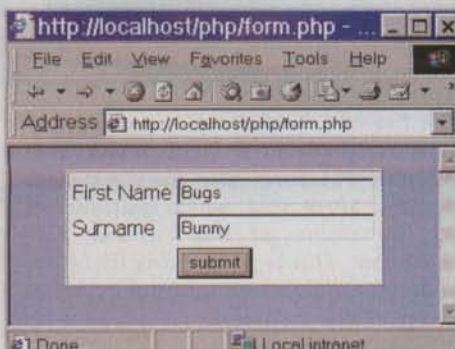 http://localhost/php/form.php - ...
File Edit View Favorites Tools Help
Address http://localhost/php/form.php
First Name Bugs
Surname Bunny
submit
Done Local intranet